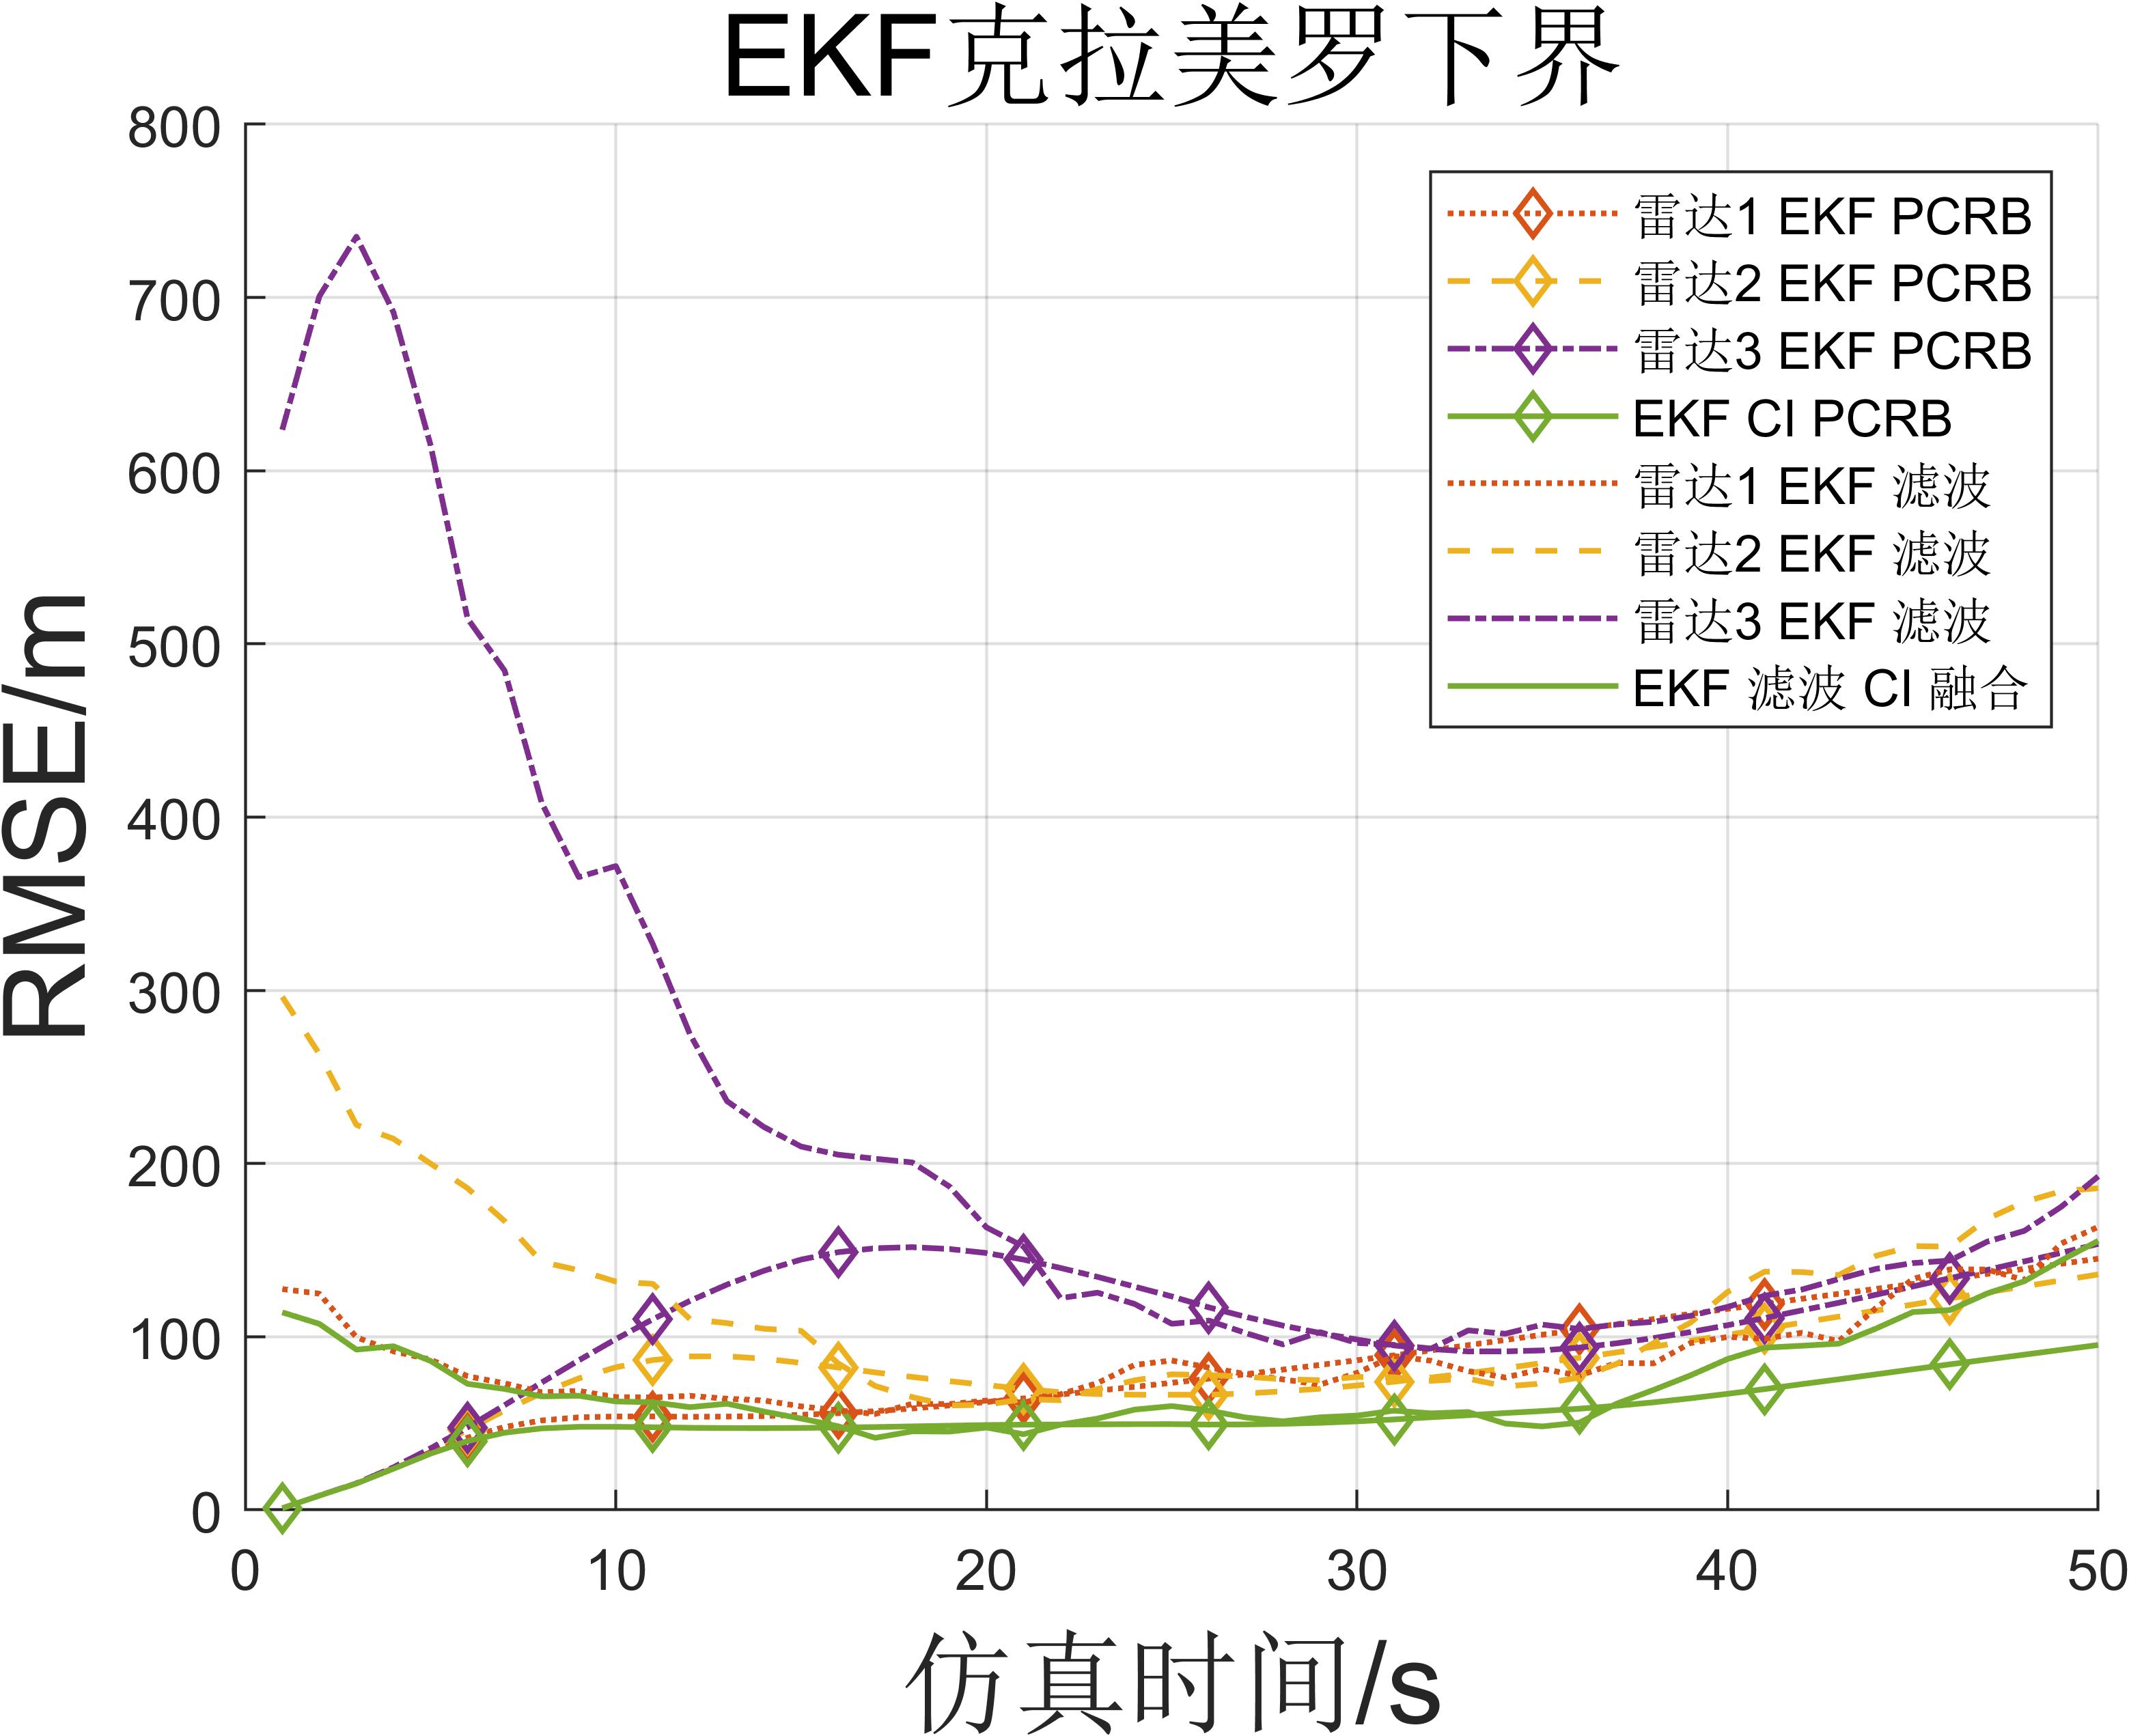 EKF克拉美罗下界
800
700
600
500
400
300
200
100
0
RMSE/m
雷达1 EKF PCRB
雷达2 EKF PCRB
雷达3 EKF PCRB
EKF CI PCRB
雷达1 EKF 滤波
雷达2 EKF 滤波
雷达3 EKF 滤波
EKF 滤波 CI 融合
0 10 20 30 40 50
仿真时间/s